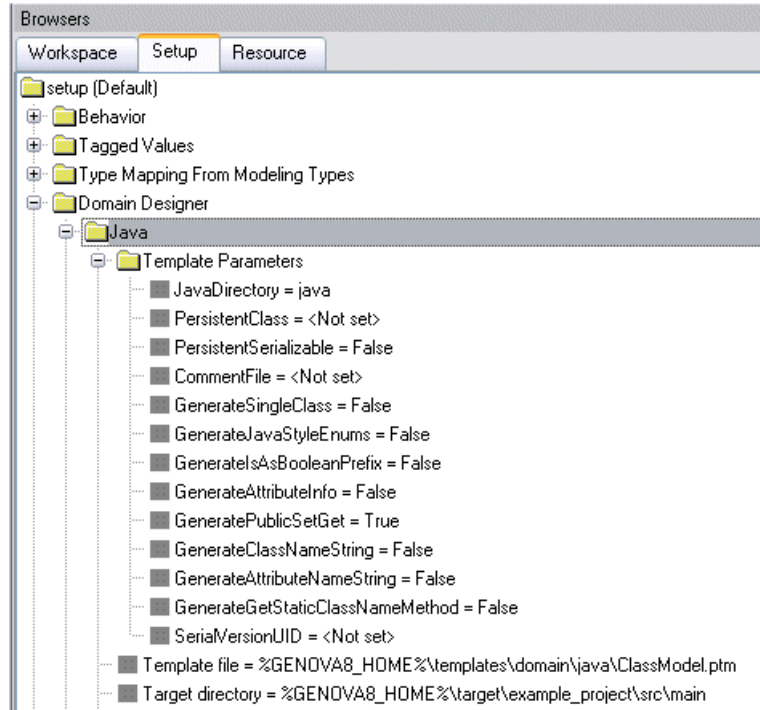 Browsers
Workspace Setup Resource
setup (Default)
Behavior
Tagged Values
Type Mapping From Modeling Types
Domain Designer
Java
Template Parameters
JavaDirectory = java
PersistentClass = <Not set>
PersistentSerializable = False
CommentFile = <Not set>
GenerateSingleClass = False
GenerateJavaStyleEnums = False
GenerateIsAsBooleanPrefix = False
GenerateAttributeInfo = False
GeneratePublicSetGet = True
GenerateClassNameString = False
GenerateAttributeNameString = False
GenerateGetStaticClassNameMethod = False
SerialVersionUID = <Not set>
Template file = %GENOVA8_HOME%\templates\domain\java\ClassModel.ptm
Target directory = %GENOVA8_HOME%\target\example_project\src\main